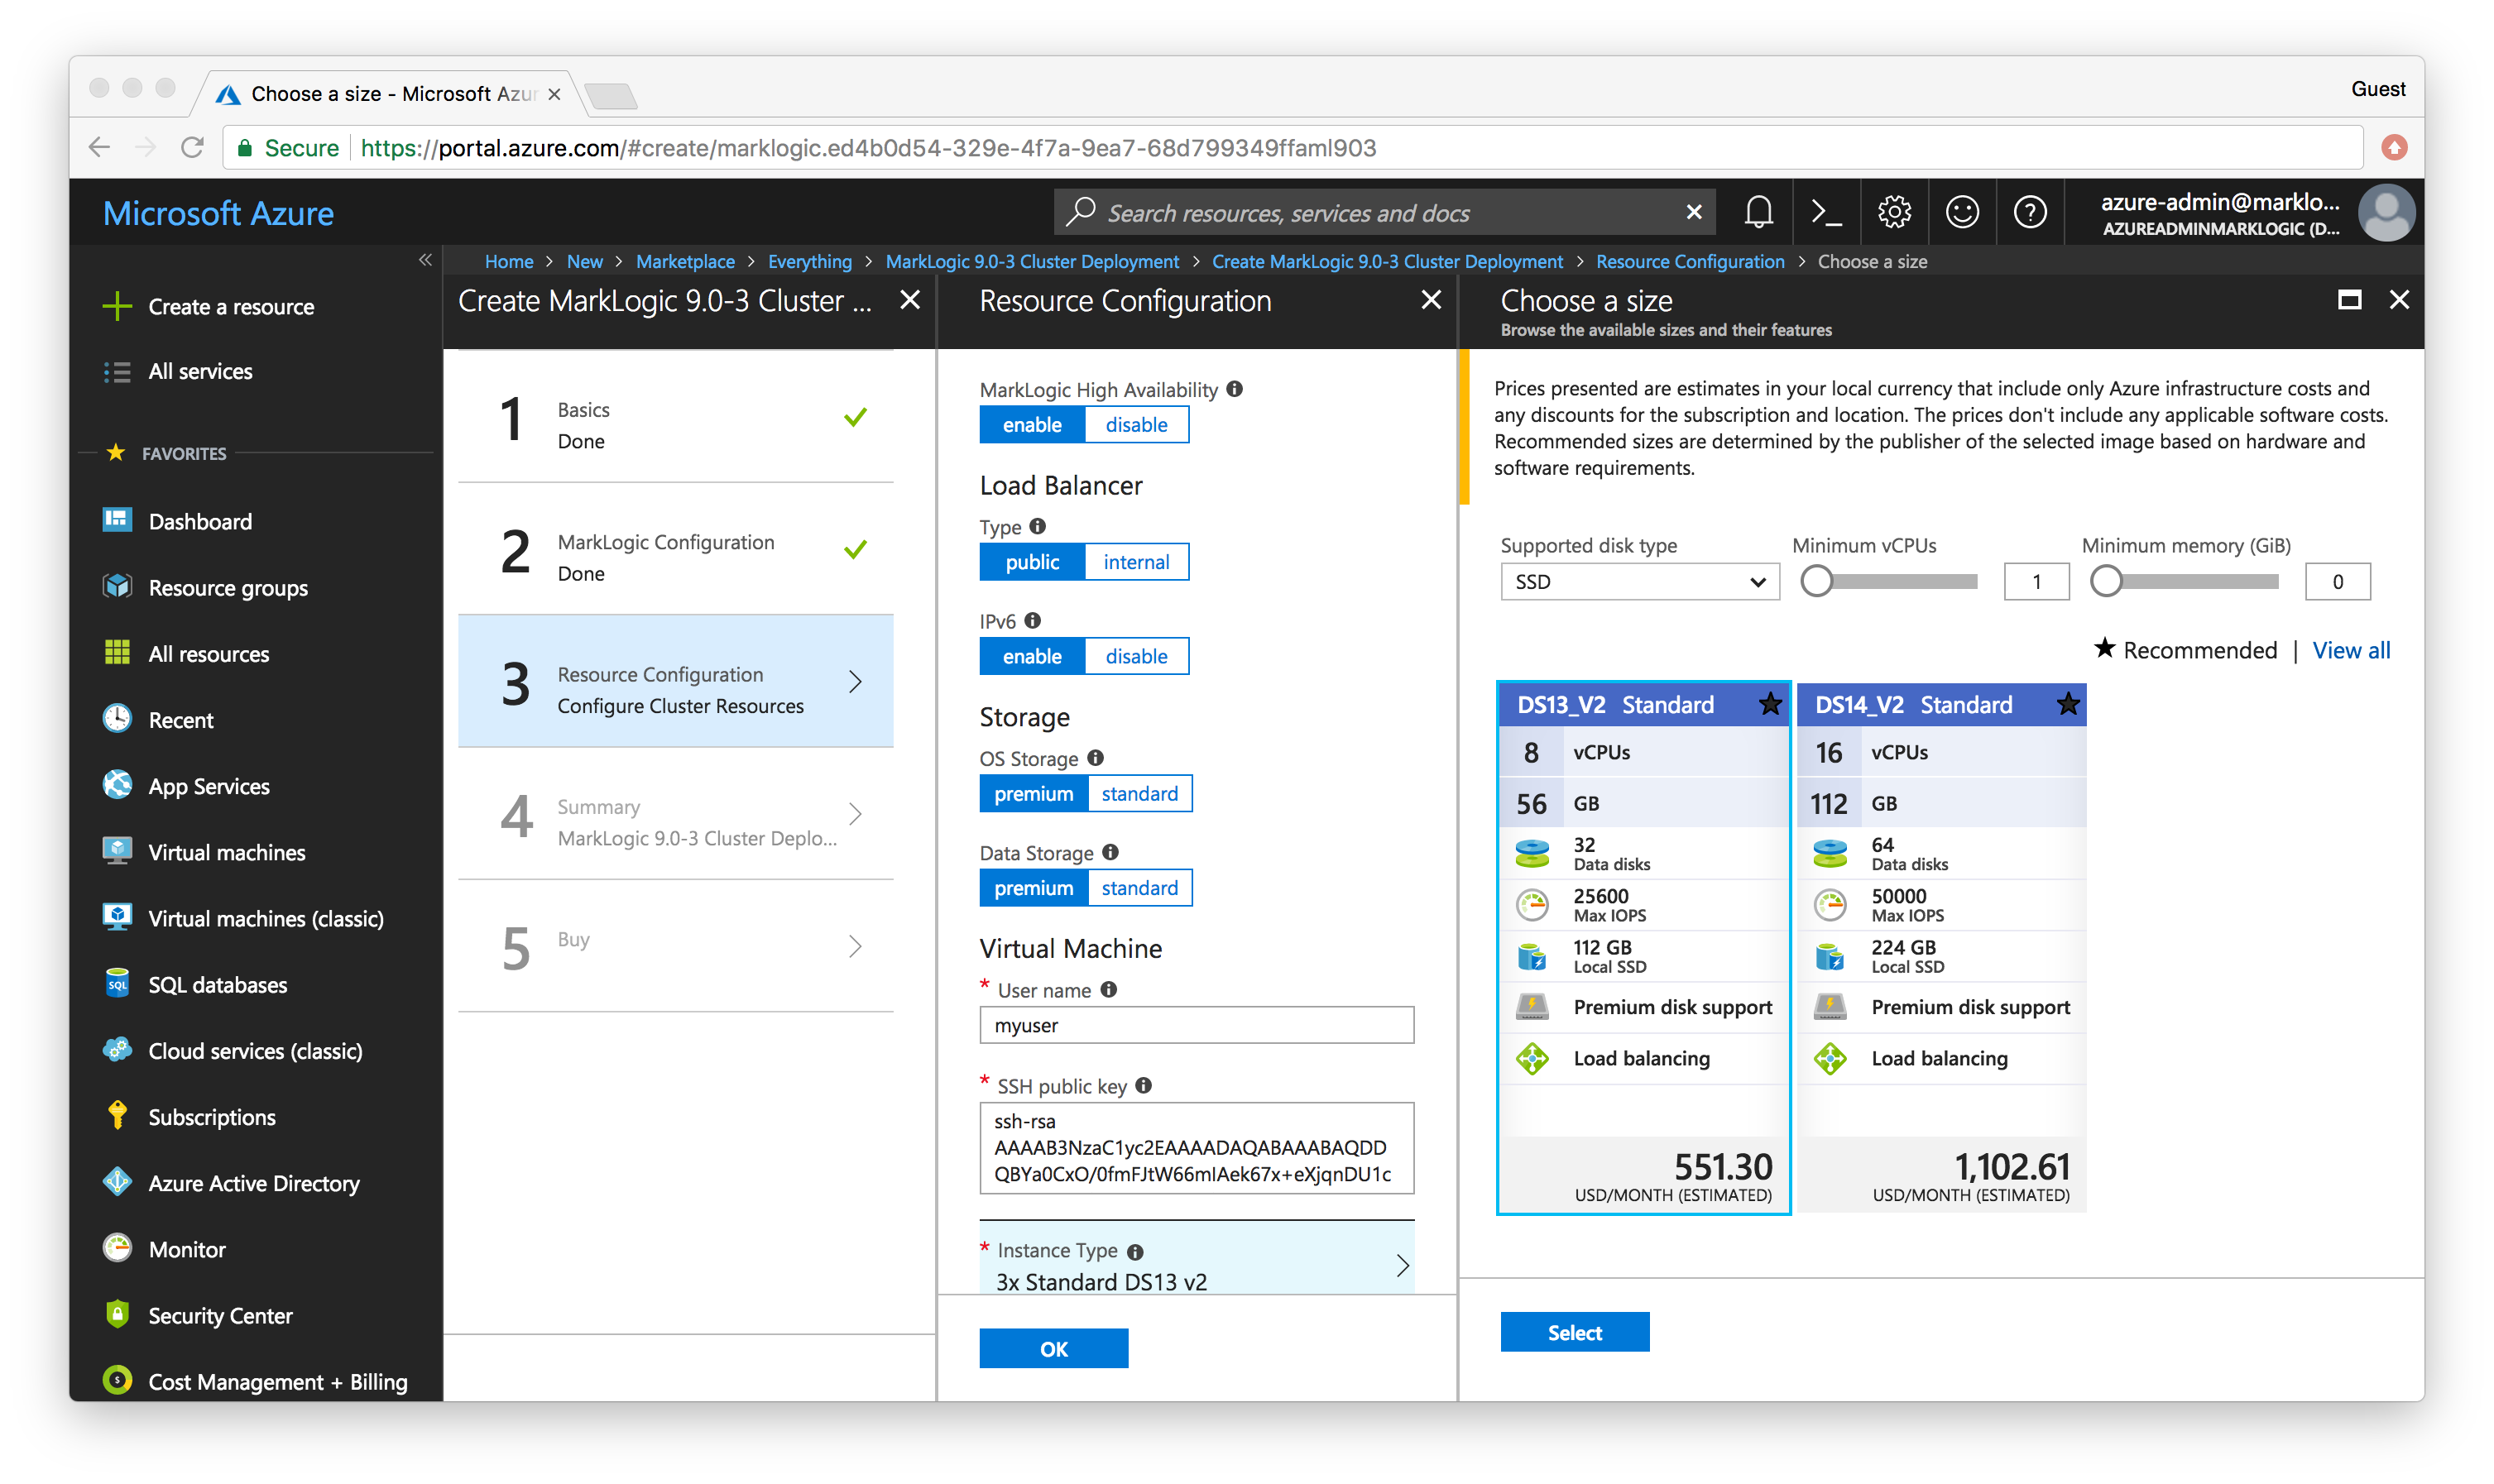 Choose a size - Microsoft Azur
Guest
Secure
https://portal.azure.com/#create/marklogic.ed4b0d54-329e-4f7a-9ea7-68d799349ffaml903
Microsoft Azure
Search resources, services and docs
azure-admin@marklo...
AZUREADMINMARKLOGIC (D...
Home > New > Marketplace > Everything > MarkLogic 9.0-3 Cluster Deployment > Create MarkLogic 9.0-3 Cluster Deployment > Resource Configuration > Choose a size
Create a resource
All services
FAVORITES
Dashboard
Resource groups
All resources
Recent
App Services
Virtual machines
Virtual machines (classic)
SQL
SQL databases
Cloud services (classic)
Subscriptions
Azure Active Directory
Monitor
Security Center
Cost Management + Billing
Create MarkLogic 9.0-3 Cluster ...
1
Basics
Done
2
MarkLogic Configuration
Done
3
Resource Configuration
Configure Cluster Resources
4
Summary
MarkLogic 9.0-3 Cluster Deplo...
5
Buy
Resource Configuration
MarkLogic High Availability
enable disable
Load Balancer
Type
public internal
IPv6
enable disable
Storage
OS Storage
premium standard
Data Storage
premium standard
Virtual Machine
* User name
myuser
* SSH public key
ssh-rsa
AAAAB3NzaC1yc2EAAAADAQABAAABAQDD
QBYa0CxO/0fmFJtW66mIAek67x+eXjqnDU1c
* Instance Type
3x Standard DS13 v2
OK
Choose a size
Browse the available sizes and their features
Prices presented are estimates in your local currency that include only Azure infrastructure costs and
any discounts for the subscription and location. The prices don't include any applicable software costs.
Recommended sizes are determined by the publisher of the selected image based on hardware and
software requirements.
Supported disk type
SSD
Minimum vCPUs
1
Minimum memory (GiB)
0
★ Recommended | View all
DS13_V2 Standard
8 vCPUs
56 GB
32
Data disks
25600
Max IOPS
112 GB
Local SSD
Premium disk support
Load balancing
551.30
USD/MONTH (ESTIMATED)
DS14_V2 Standard
16 vCPUs
112 GB
64
Data disks
50000
Max IOPS
224 GB
Local SSD
Premium disk support
Load balancing
1,102.61
USD/MONTH (ESTIMATED)
Select